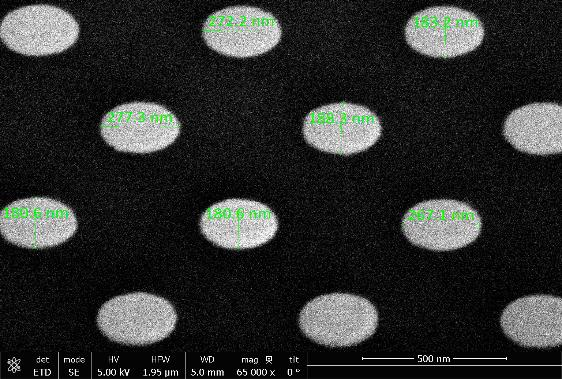 272.2 nm
183.2 nm
277.3 nm
188.3 nm
180.6 nm
180.6 nm
267.1 nm
det mode HV HFW WD mag tilt
ETD SE 5.00 kV 1.95 µm 5.0 mm 65 000 x 0 °
500 nm